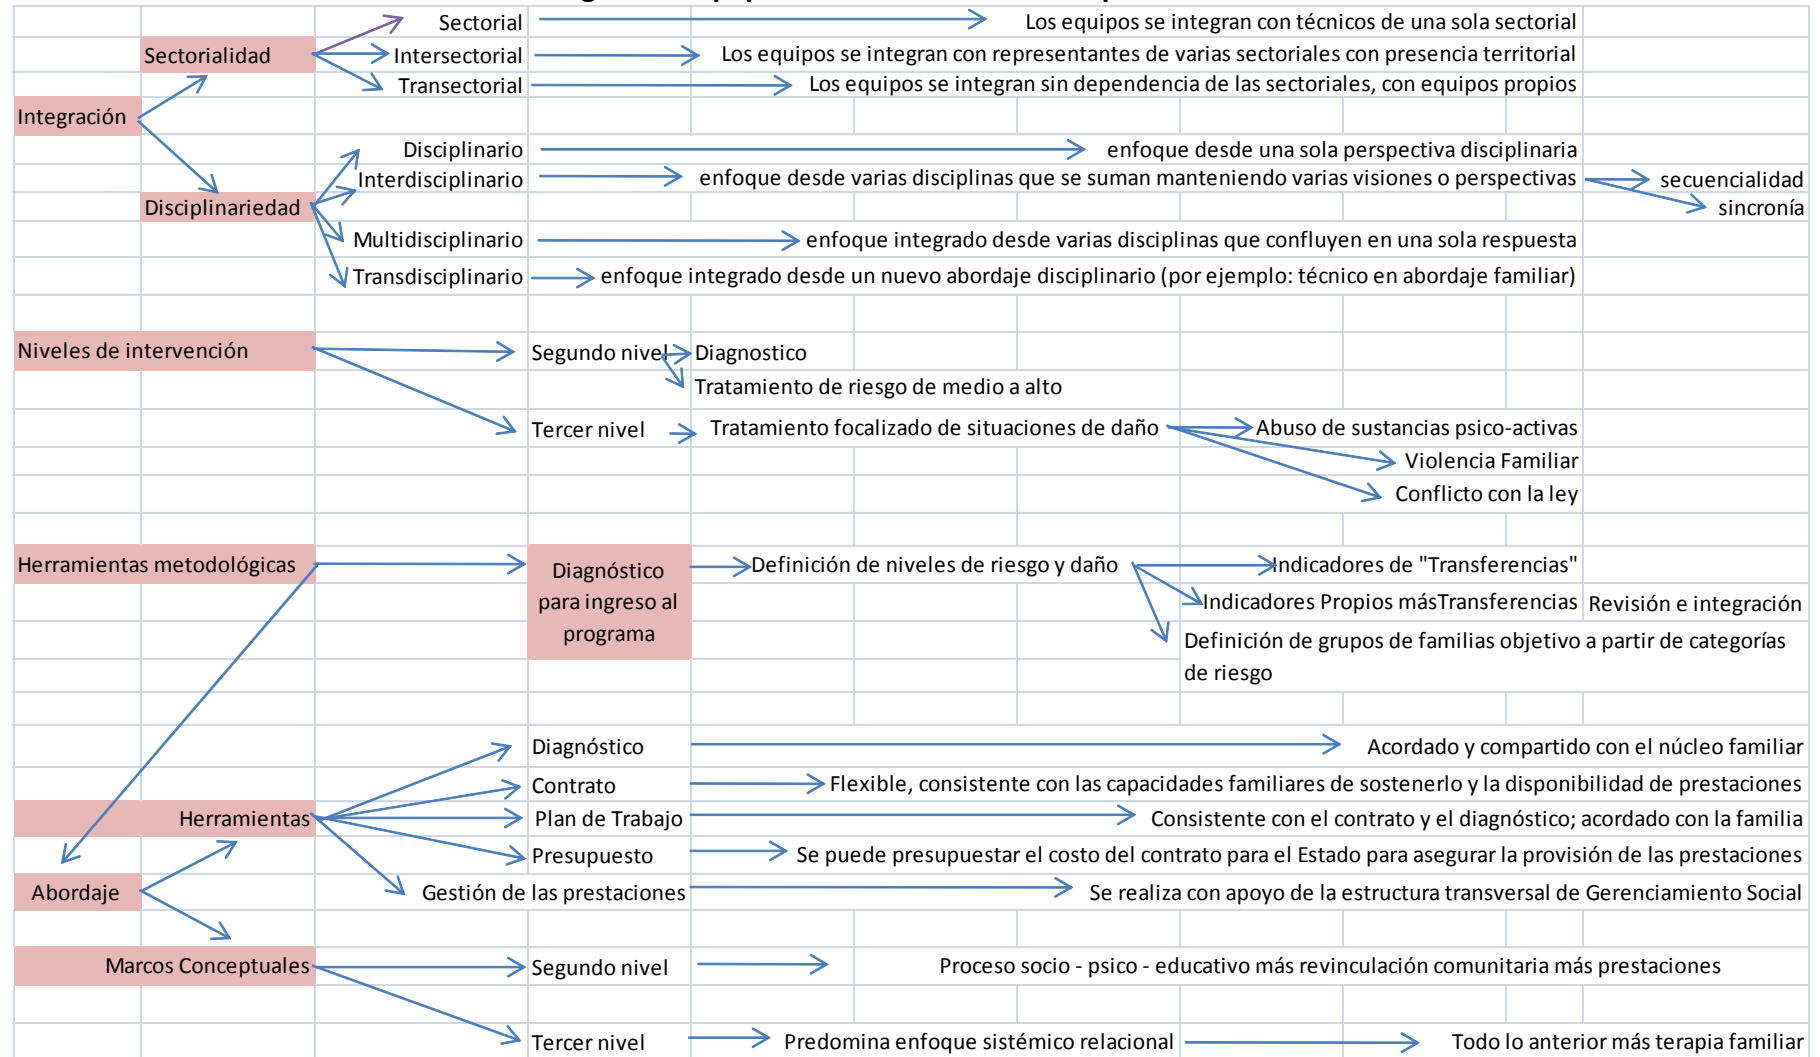 Sectorial Los equipos se integran con técnicos de una sola sectorial
Sectorialidad Intersectorial Los equipos se integran con representantes de varias sectoriales con presencia territorial
Transectorial Los equipos se integran sin dependencia de las sectoriales, con equipos propios
Integración
Disciplinario enfoque desde una sola perspectiva disciplinaria
Interdisciplinario enfoque desde varias disciplinas que se suman manteniendo varias visiones o perspectivas secuencialidad
Disciplinariedad sincronía
Multidisciplinario enfoque integrado desde varias disciplinas que confluyen en una sola respuesta
Transdisciplinario enfoque integrado desde un nuevo abordaje disciplinario (por ejemplo: técnico en abordaje familiar)
Niveles de intervención Segundo nivel Diagnostico
Tratamiento de riesgo de medio a alto
Tercer nivel Tratamiento focalizado de situaciones de daño Abuso de sustancias psico-activas
Violencia Familiar
Conflicto con la ley
Herramientas metodológicas
Diagnóstico
para ingreso al
programa
Definición de niveles de riesgo y daño Indicadores de "Transferencias"
Indicadores Propios másTransferencias Revisión e integración
Definición de grupos de familias objetivo a partir de categorías
de riesgo
Diagnóstico Acordado y compartido con el núcleo familiar
Contrato Flexible, consistente con las capacidades familiares de sostenerlo y la disponibilidad de prestaciones
Herramientas Plan de Trabajo Consistente con el contrato y el diagnóstico; acordado con la familia
Presupuesto Se puede presupuestar el costo del contrato para el Estado para asegurar la provisión de las prestaciones
Abordaje Gestión de las prestaciones Se realiza con apoyo de la estructura transversal de Gerenciamiento Social
Marcos Conceptuales Segundo nivel Proceso socio - psico - educativo más revinculación comunitaria más prestaciones
Tercer nivel Predomina enfoque sistémico relacional Todo lo anterior más terapia familiar